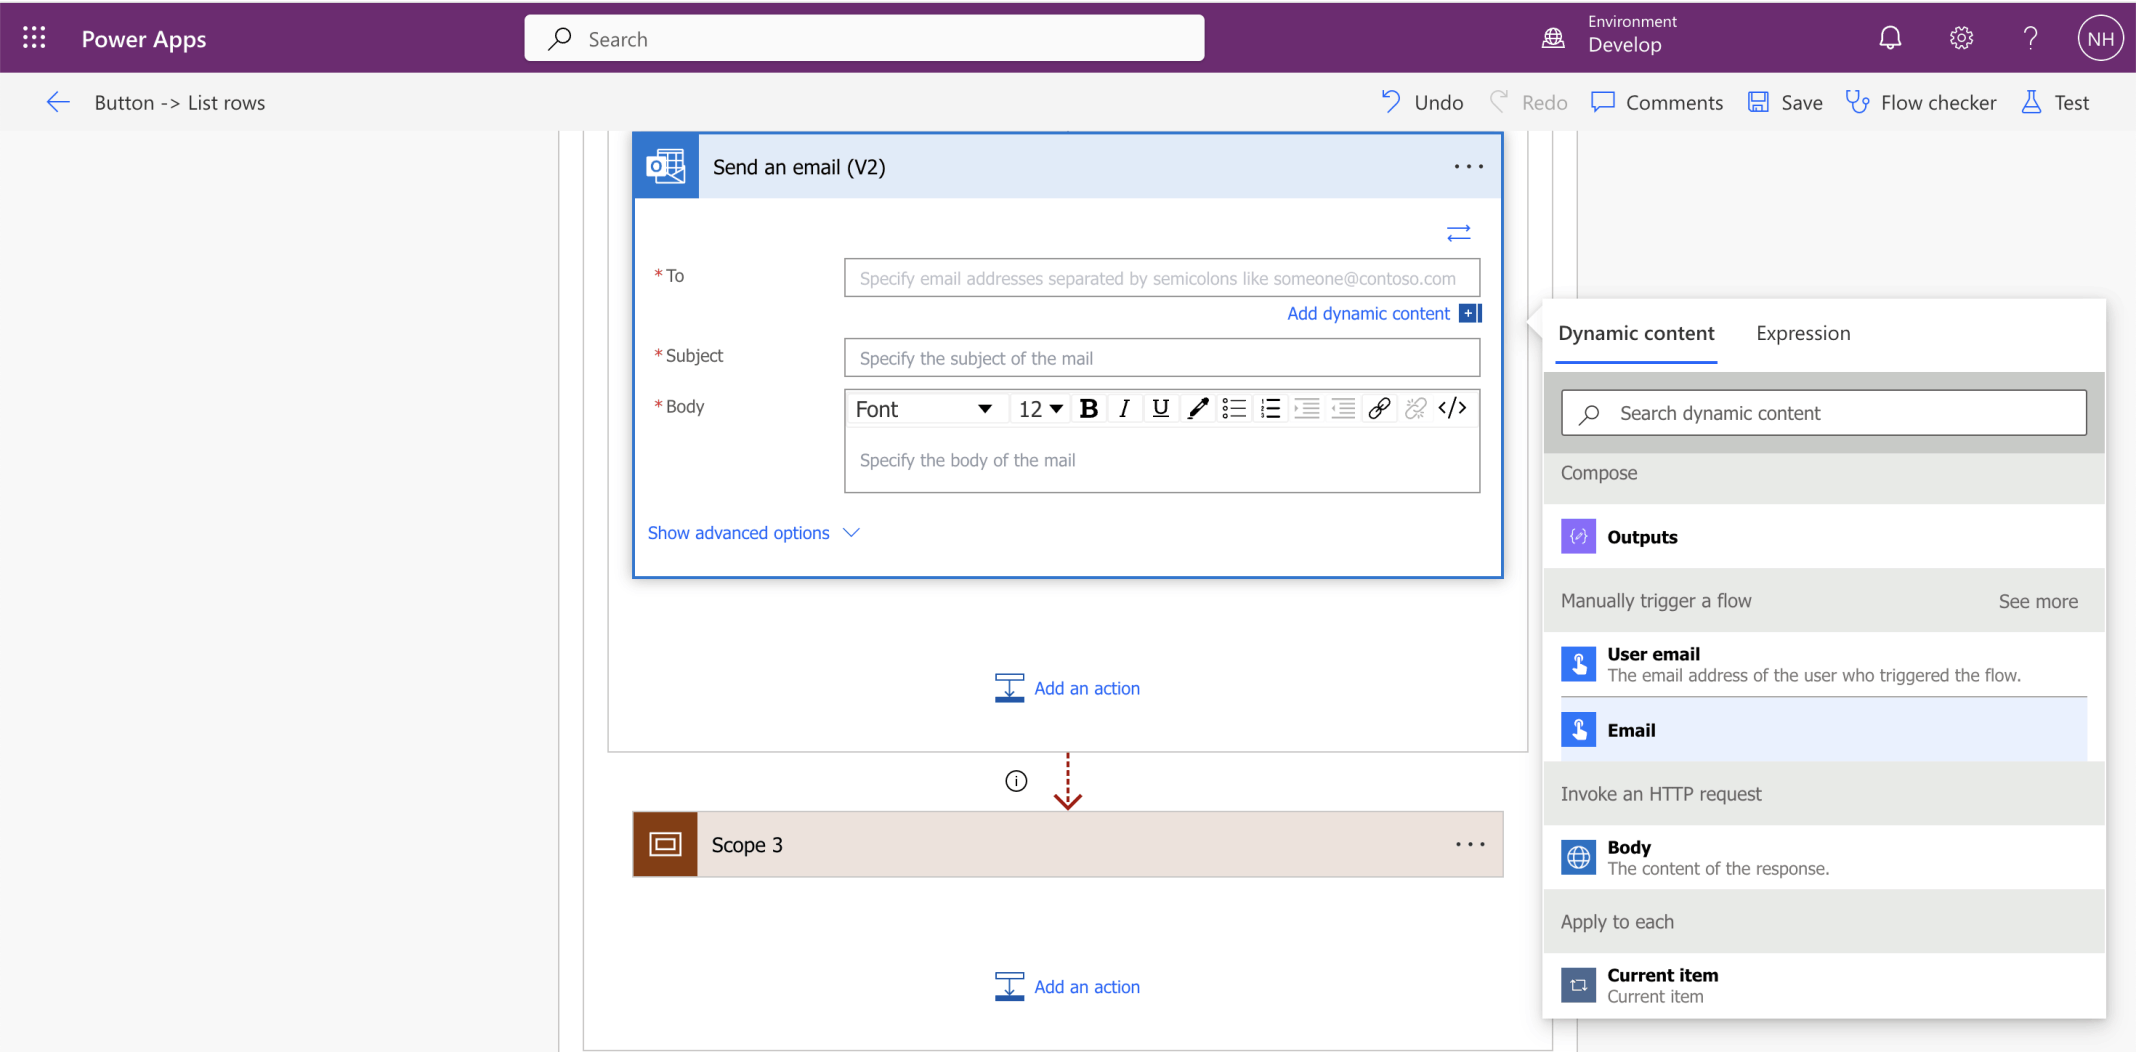 Power Apps
Search
Environment
Develop
NH
Button -> List rows
Undo
Redo
Comments
Save
Flow checker
Test
Send an email (V2)
* To
Specify email addresses separated by semicolons like someone@contoso.com
Add dynamic content
* Subject
Specify the subject of the mail
* Body
Font
12
B
I
U
</>
Specify the body of the mail
Show advanced options
Add an action
Scope 3
Add an action
Dynamic content
Expression
Search dynamic content
Compose
Outputs
Manually trigger a flow
See more
User email
The email address of the user who triggered the flow.
Email
Invoke an HTTP request
Body
The content of the response.
Apply to each
Current item
Current item